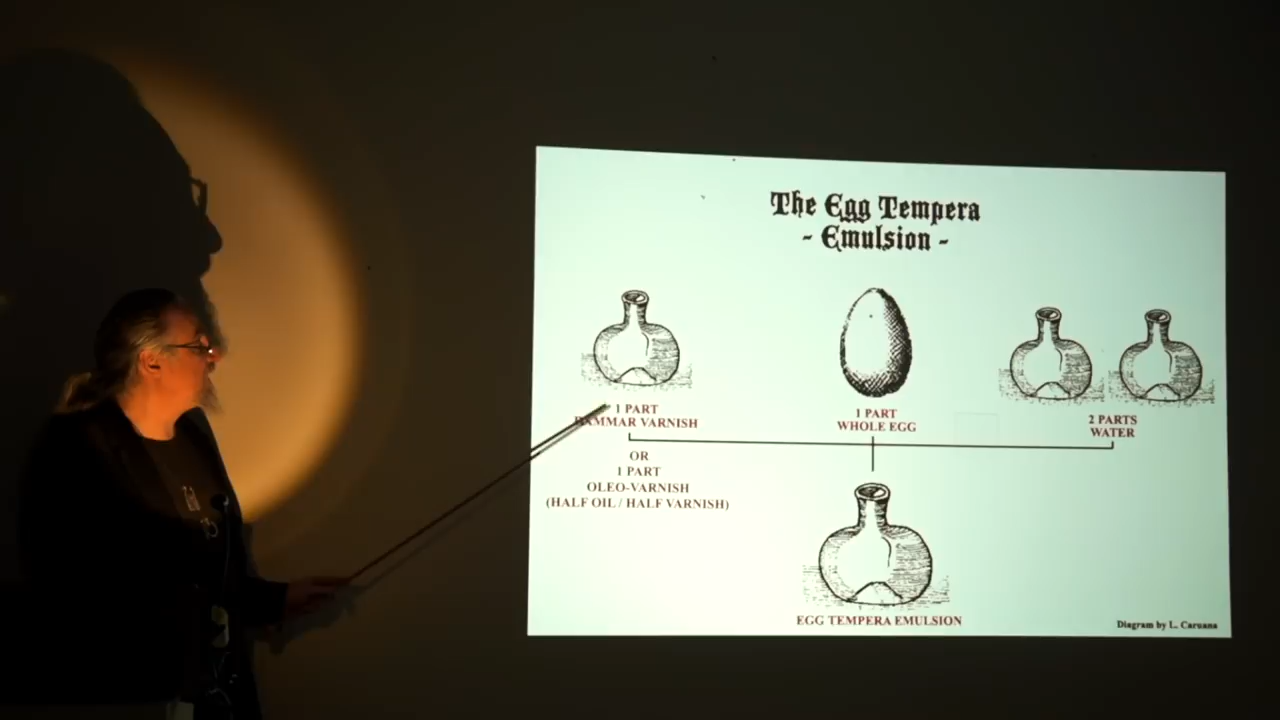 The Egg Tempera
- Emulsion -
1 PART
DAMMAR VARNISH
OR
1 PART
OLEO-VARNISH
(HALF OIL / HALF VARNISH)
1 PART
WHOLE EGG
2 PARTS
WATER
EGG TEMPERA EMULSION
Diagram by L. Caruana